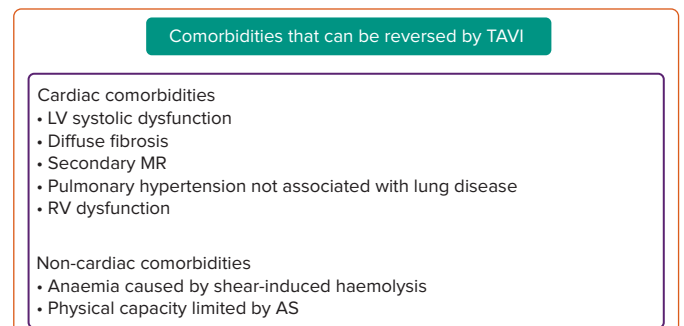 Comorbidities that can be reversed by TAVI
Cardiac comorbidities
• LV systolic dysfunction
• Diffuse fibrosis
• Secondary MR
• Pulmonary hypertension not associated with lung disease
• RV dysfunction
Non-cardiac comorbidities
• Anaemia caused by shear-induced haemolysis
• Physical capacity limited by AS